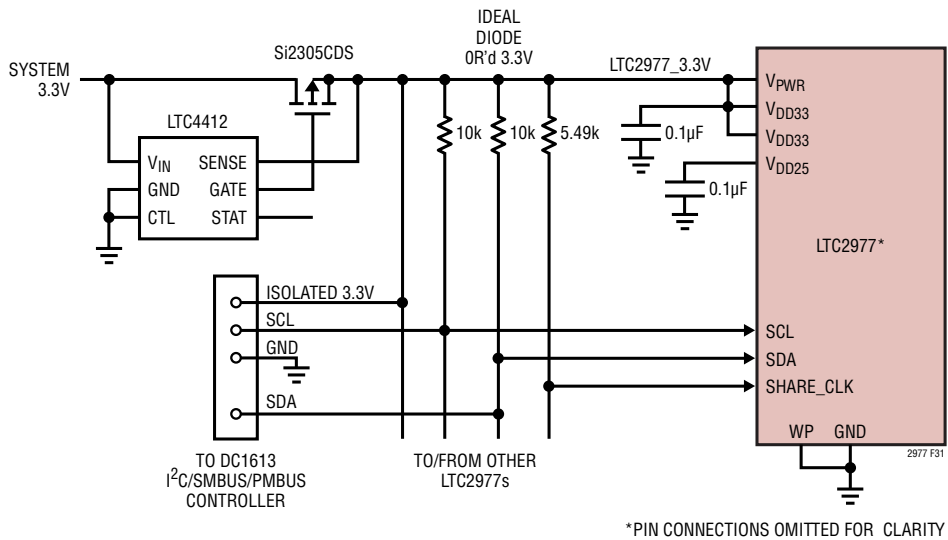 IDEAL
DIODE
0R'd 3.3V
Si2305CDS
SYSTEM
3.3V
LTC2977_3.3V
LTC4412
VIN
SENSE
GND
GATE
CTL
STAT
10k
10k
5.49k
0.1µF
0.1µF
VPWR
VDD33
VDD33
VDD25
LTC2977*
ISOLATED 3.3V
SCL
GND
SDA
SCL
SDA
SHARE_CLK
WP
GND
2977 F31
TO DC1613
I2C/SMBUS/PMBUS
CONTROLLER
TO/FROM OTHER
LTC2977s
*PIN CONNECTIONS OMITTED FOR CLARITY